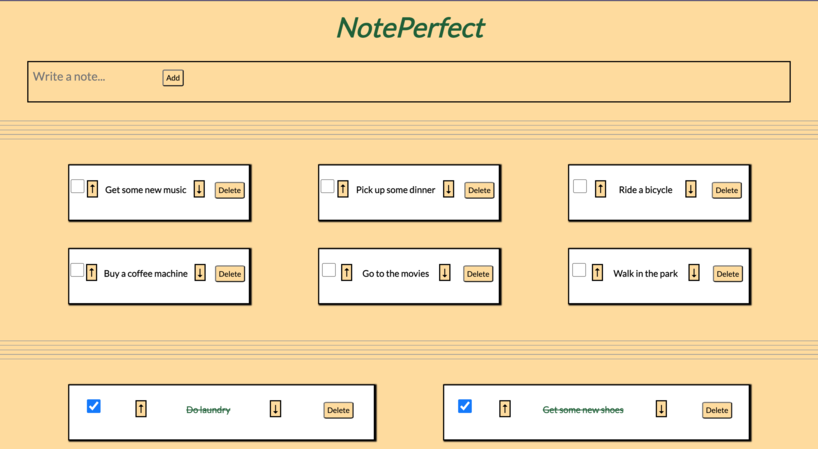 NotePerfect
Write a note... Add
↑ Get some new music ↓ Delete
↑ Pick up some dinner ↓ Delete
↑ Ride a bicycle ↓ Delete
↑ Buy a coffee machine ↓ Delete
↑ Go to the movies ↓ Delete
↑ Walk in the park ↓ Delete
↑ Do laundry ↓ Delete
↑ Get some new shoes ↓ Delete